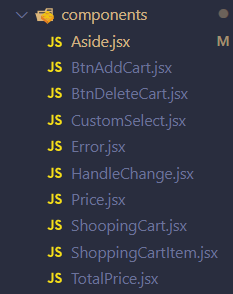 components
JS Aside.jsx M
JS BtnAddCart.jsx
JS BtnDeleteCart.jsx
JS CustomSelect.jsx
JS Error.jsx
JS HandleChange.jsx
JS Price.jsx
JS ShoopingCart.jsx
JS ShoppingCartItem.jsx
JS TotalPrice.jsx